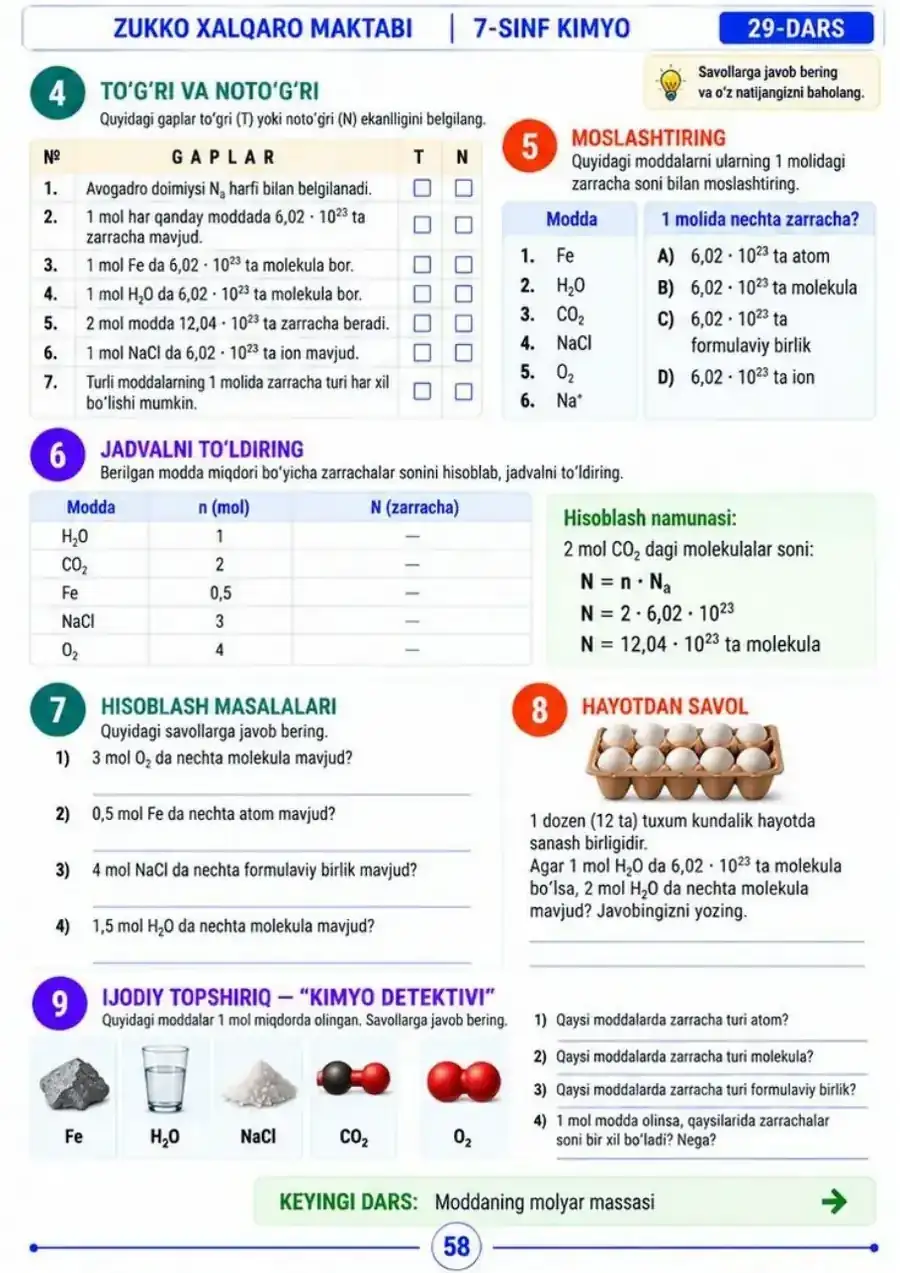 ZUKKO XALQARO MAKTABI | 7-SINF KIMYO
29-DARS
Savollarga javob bering
va o‘z natijangizni baholang.
4 TO‘G‘RI VA NOTO‘G‘RI
Quyidagi gaplar to‘gri (T) yoki noto‘ğri (N) ekaniligini belgilang.
№ GAPLAR T N
1. Avogadro doimiysi Nₐ harfi bilan belgilanadi. ☐ ☐
2. 1 mol har qanday moddada 6,02 · 10²³ ta
zarracha mavjud. ☐ ☐
3. 1 mol Fe da 6,02 · 10²³ ta molekula bor. ☐ ☐
4. 1 mol H₂O da 6,02 · 10²³ ta molekula bor. ☐ ☐
5. 2 mol modda 12,04 · 10²³ ta zarracha beradi. ☐ ☐
6. 1 mol NaCl da 6,02 · 10²³ ta ion mavjud. ☐ ☐
7. Turli moddalarning 1 molida zarracha turi har xil
bo‘lishi mumkin. ☐ ☐
5 MOSLASHTIRING
Quyidagi moddalarni ularning 1 molidagi
zarracha soni bilan moslashtiring.
Modda
1. Fe
2. H₂O
3. CO₂
4. NaCl
5. O₂
6. Na⁺
1 molida nechta zarracha?
A) 6,02 · 10²³ ta atom
B) 6,02 · 10²³ ta molekula
C) 6,02 · 10²³ ta
formulaviy birlik
D) 6,02 · 10²³ ta ion
6 JADVALNI TO‘LDIRING
Berilgan modda miqdori bo‘yicha zarrachalar sonini hisoblab, jadvalni to‘ldiring.
Modda n (mol) N (zarracha)
H₂O 1 —
CO₂ 2 —
Fe 0,5 —
NaCl 3 —
O₂ 4 —
Hisoblash namunasi:
2 mol CO₂ dagi molekulalar soni:
N = n · Nₐ
N = 2 · 6,02 · 10²³
N = 12,04 · 10²³ ta molekula
7 HISOBLASH MASALALARI
Quyidagi savollarga javob bering.
1) 3 mol O₂ da nechta molekula mavjud?
2) 0,5 mol Fe da nechta atom mavjud?
3) 4 mol NaCl da nechta formulaviy birlik mavjud?
4) 1,5 mol H₂O da nechta molekula mavjud?
8 HAYOTDAN SAVOL
1 dozen (12 ta) tuxum kundalik hayotda
sanash birligidir.
Agar 1 mol H₂O da 6,02 · 10²³ ta molekula
bo‘lsa, 2 mol H₂O da nechta molekula
mavjud? Javobingizni yozing.
9 IJODIY TOPSHIRIQ — “KIMYO DETEKTIVI”
Quyidagi moddalar 1 mol miqdorda olingan. Savollarga javob bering.
Fe H₂O NaCl CO₂ O₂
1) Qaysi moddalarda zarracha turi atom?
2) Qaysi moddalarda zarracha turi molekula?
3) Qaysi moddalarda zarracha turi formulaviy birlik?
4) 1 mol modda olinsa, qaysilarida zarrachalar
soni bir xil bo‘ladi? Nega?
KEYINGI DARS: Moddaning molyar massasi →
58